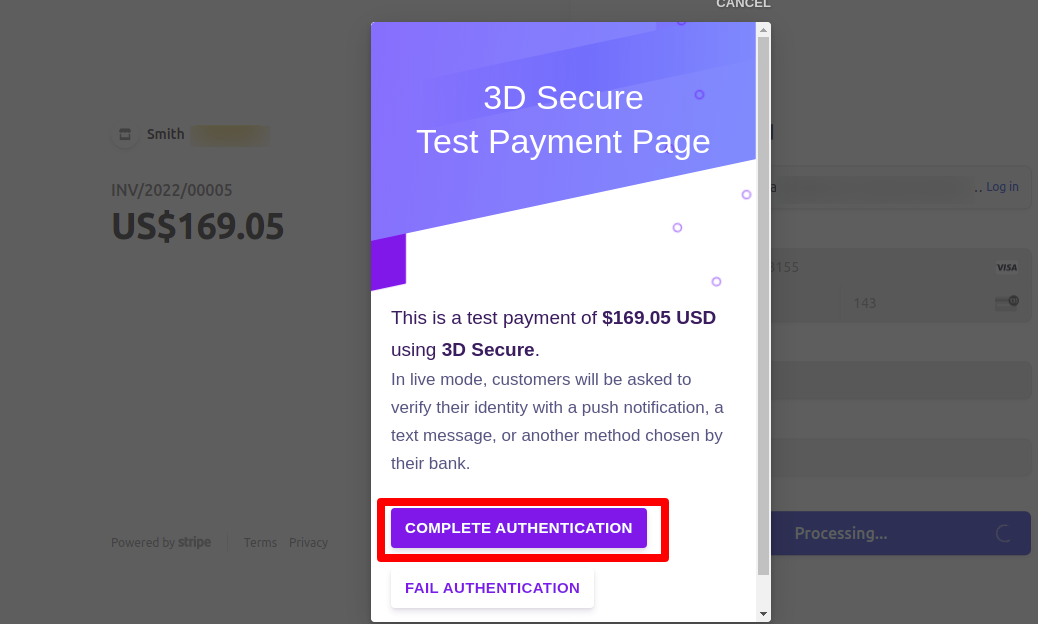 CANCEL
3D Secure
Test Payment Page
Smith
INV/2022/00005
US$169.05
.. Log in
3155
VISA
143
This is a test payment of $169.05 USD
using 3D Secure.
In live mode, customers will be asked to
verify their identity with a push notification, a
text message, or another method chosen by
their bank.
COMPLETE AUTHENTICATION
Processing...
Powered by stripe
Terms Privacy
FAIL AUTHENTICATION